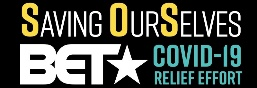 SAVING OURSELVES
BET★ COVID-19
RELIEF EFFORT